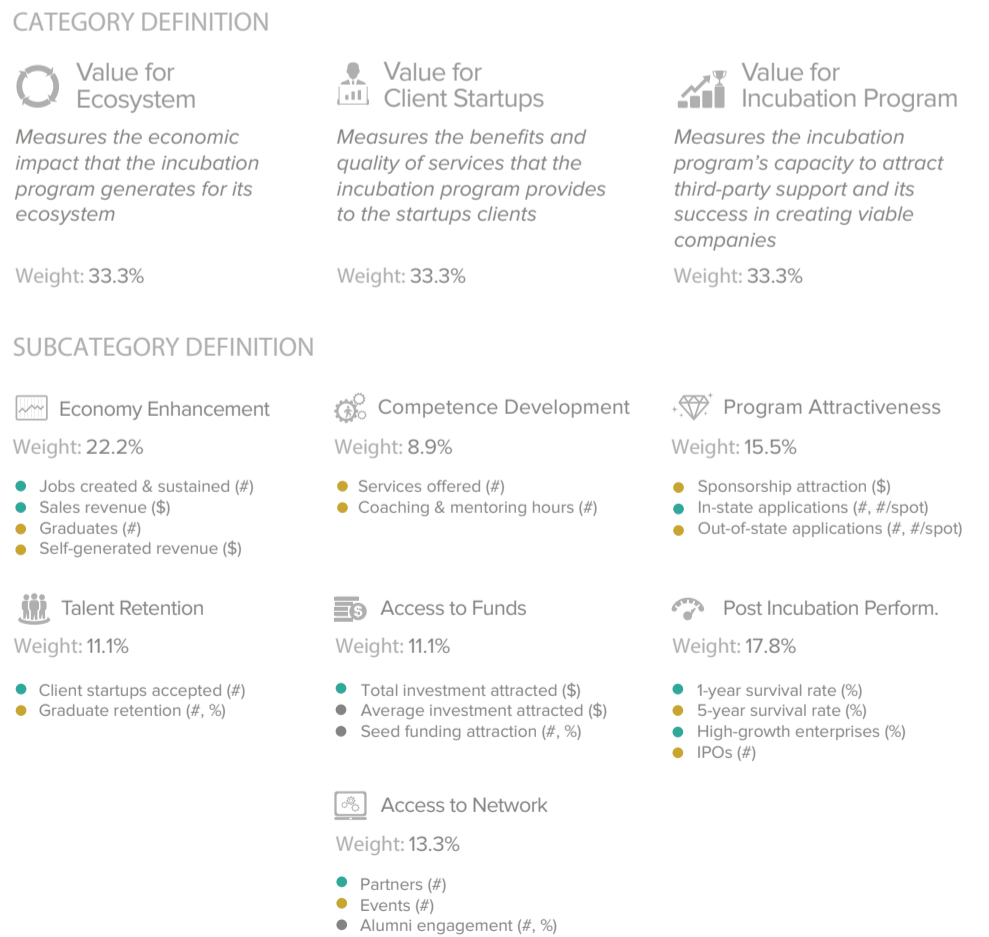 CATEGORY DEFINITION
Value for
Ecosystem
Measures the economic
impact that the incubation
program generates for its
ecosystem
Weight: 33.3%
Value for
Client Startups
Measures the benefits and
quality of services that the
incubation program provides
to the startups clients
Weight: 33.3%
Value for
Incubation Program
Measures the incubation
program's capacity to attract
third-party support and its
success in creating viable
companies
Weight: 33.3%
SUBCATEGORY DEFINITION
Economy Enhancement
Weight: 22.2%
Jobs created & sustained (#)
Sales revenue ($)
Graduates (#)
Self-generated revenue ($)
Competence Development
Weight: 8.9%
Services offered (#)
Coaching & mentoring hours (#)
Program Attractiveness
Weight: 15.5%
Sponsorship attraction ($)
In-state applications (#, #/spot)
Out-of-state applications (#, #/spot)
Talent Retention
Weight: 11.1%
Client startups accepted (#)
Graduate retention (#, %)
Access to Funds
Weight: 11.1%
Total investment attracted ($)
Average investment attracted ($)
Seed funding attraction (#, %)
Post Incubation Perform.
Weight: 17.8%
1-year survival rate (%)
5-year survival rate (%)
High-growth enterprises (%)
IPOs (#)
Access to Network
Weight: 13.3%
Partners (#)
Events (#)
Alumni engagement (#, %)